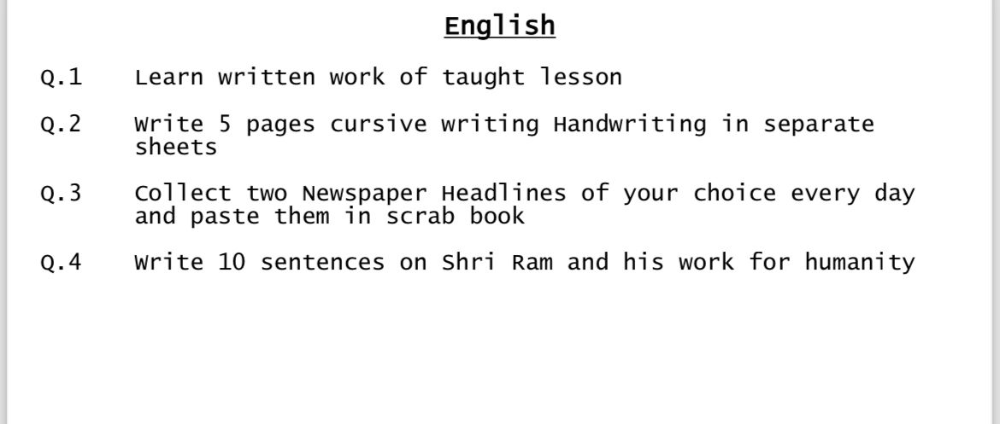 English
Q.1 Learn written work of taught lesson
Q.2 Write 5 pages cursive writing Handwriting in separate
sheets
Q.3 Collect two Newspaper Headlines of your choice every day
and paste them in scrab book
Q.4 Write 10 sentences on Shri Ram and his work for humanity